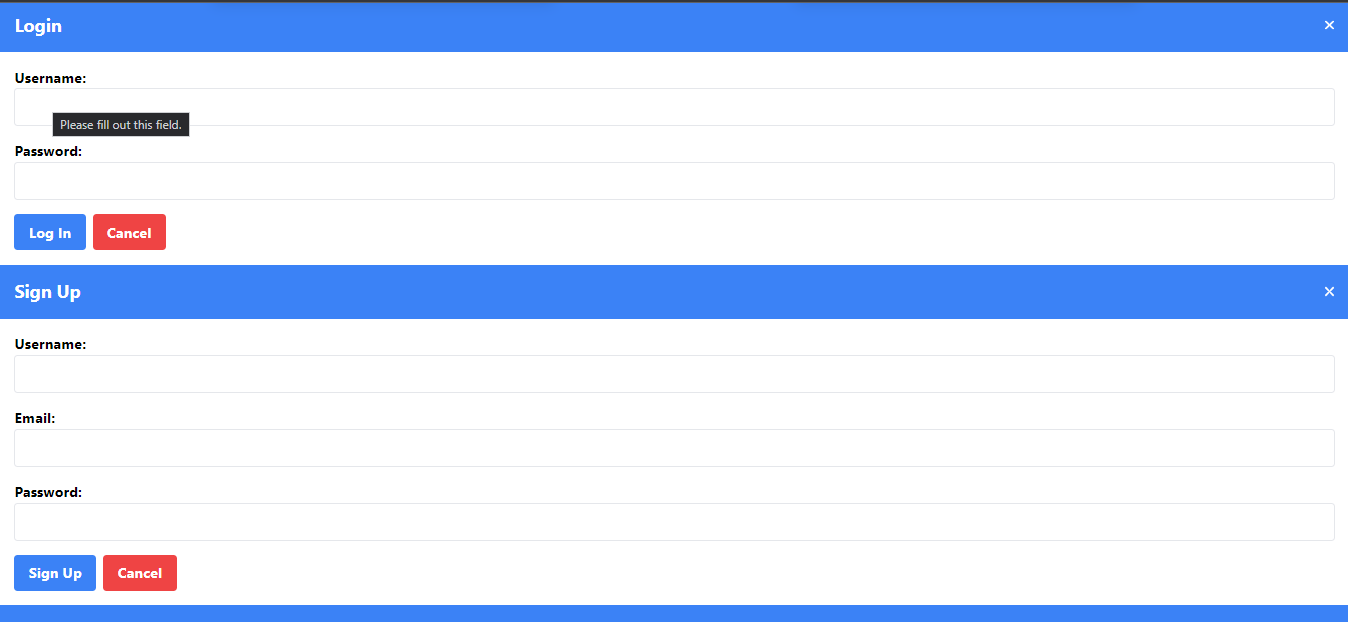 Login ×
Username:
Please fill out this field.
Password:
Log In Cancel
Sign Up ×
Username:
Email:
Password:
Sign Up Cancel